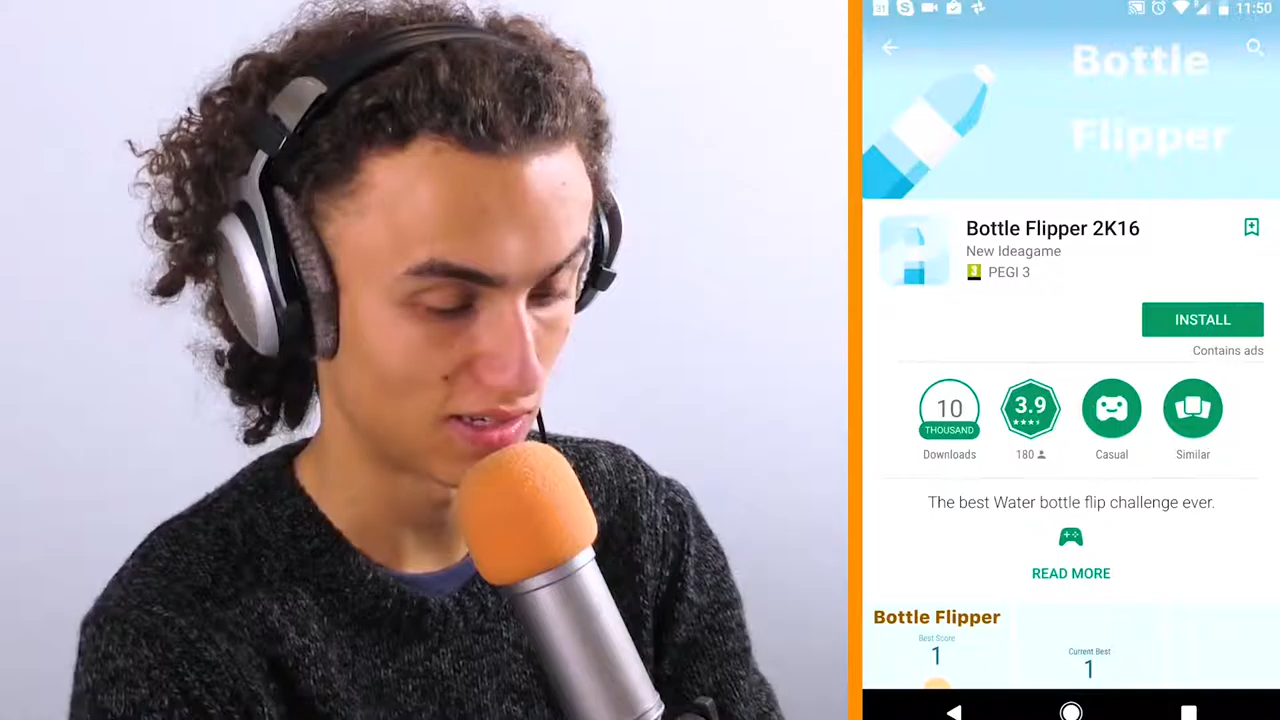 31
11:50
Bottle
Flipper
Bottle Flipper 2K16
New Ideagame
3 PEGI 3
INSTALL
Contains ads
10
THOUSAND
3.9
Downloads
180
Casual
Similar
The best Water bottle flip challenge ever.
READ MORE
Bottle Flipper
Best Score
1
Current Best
1